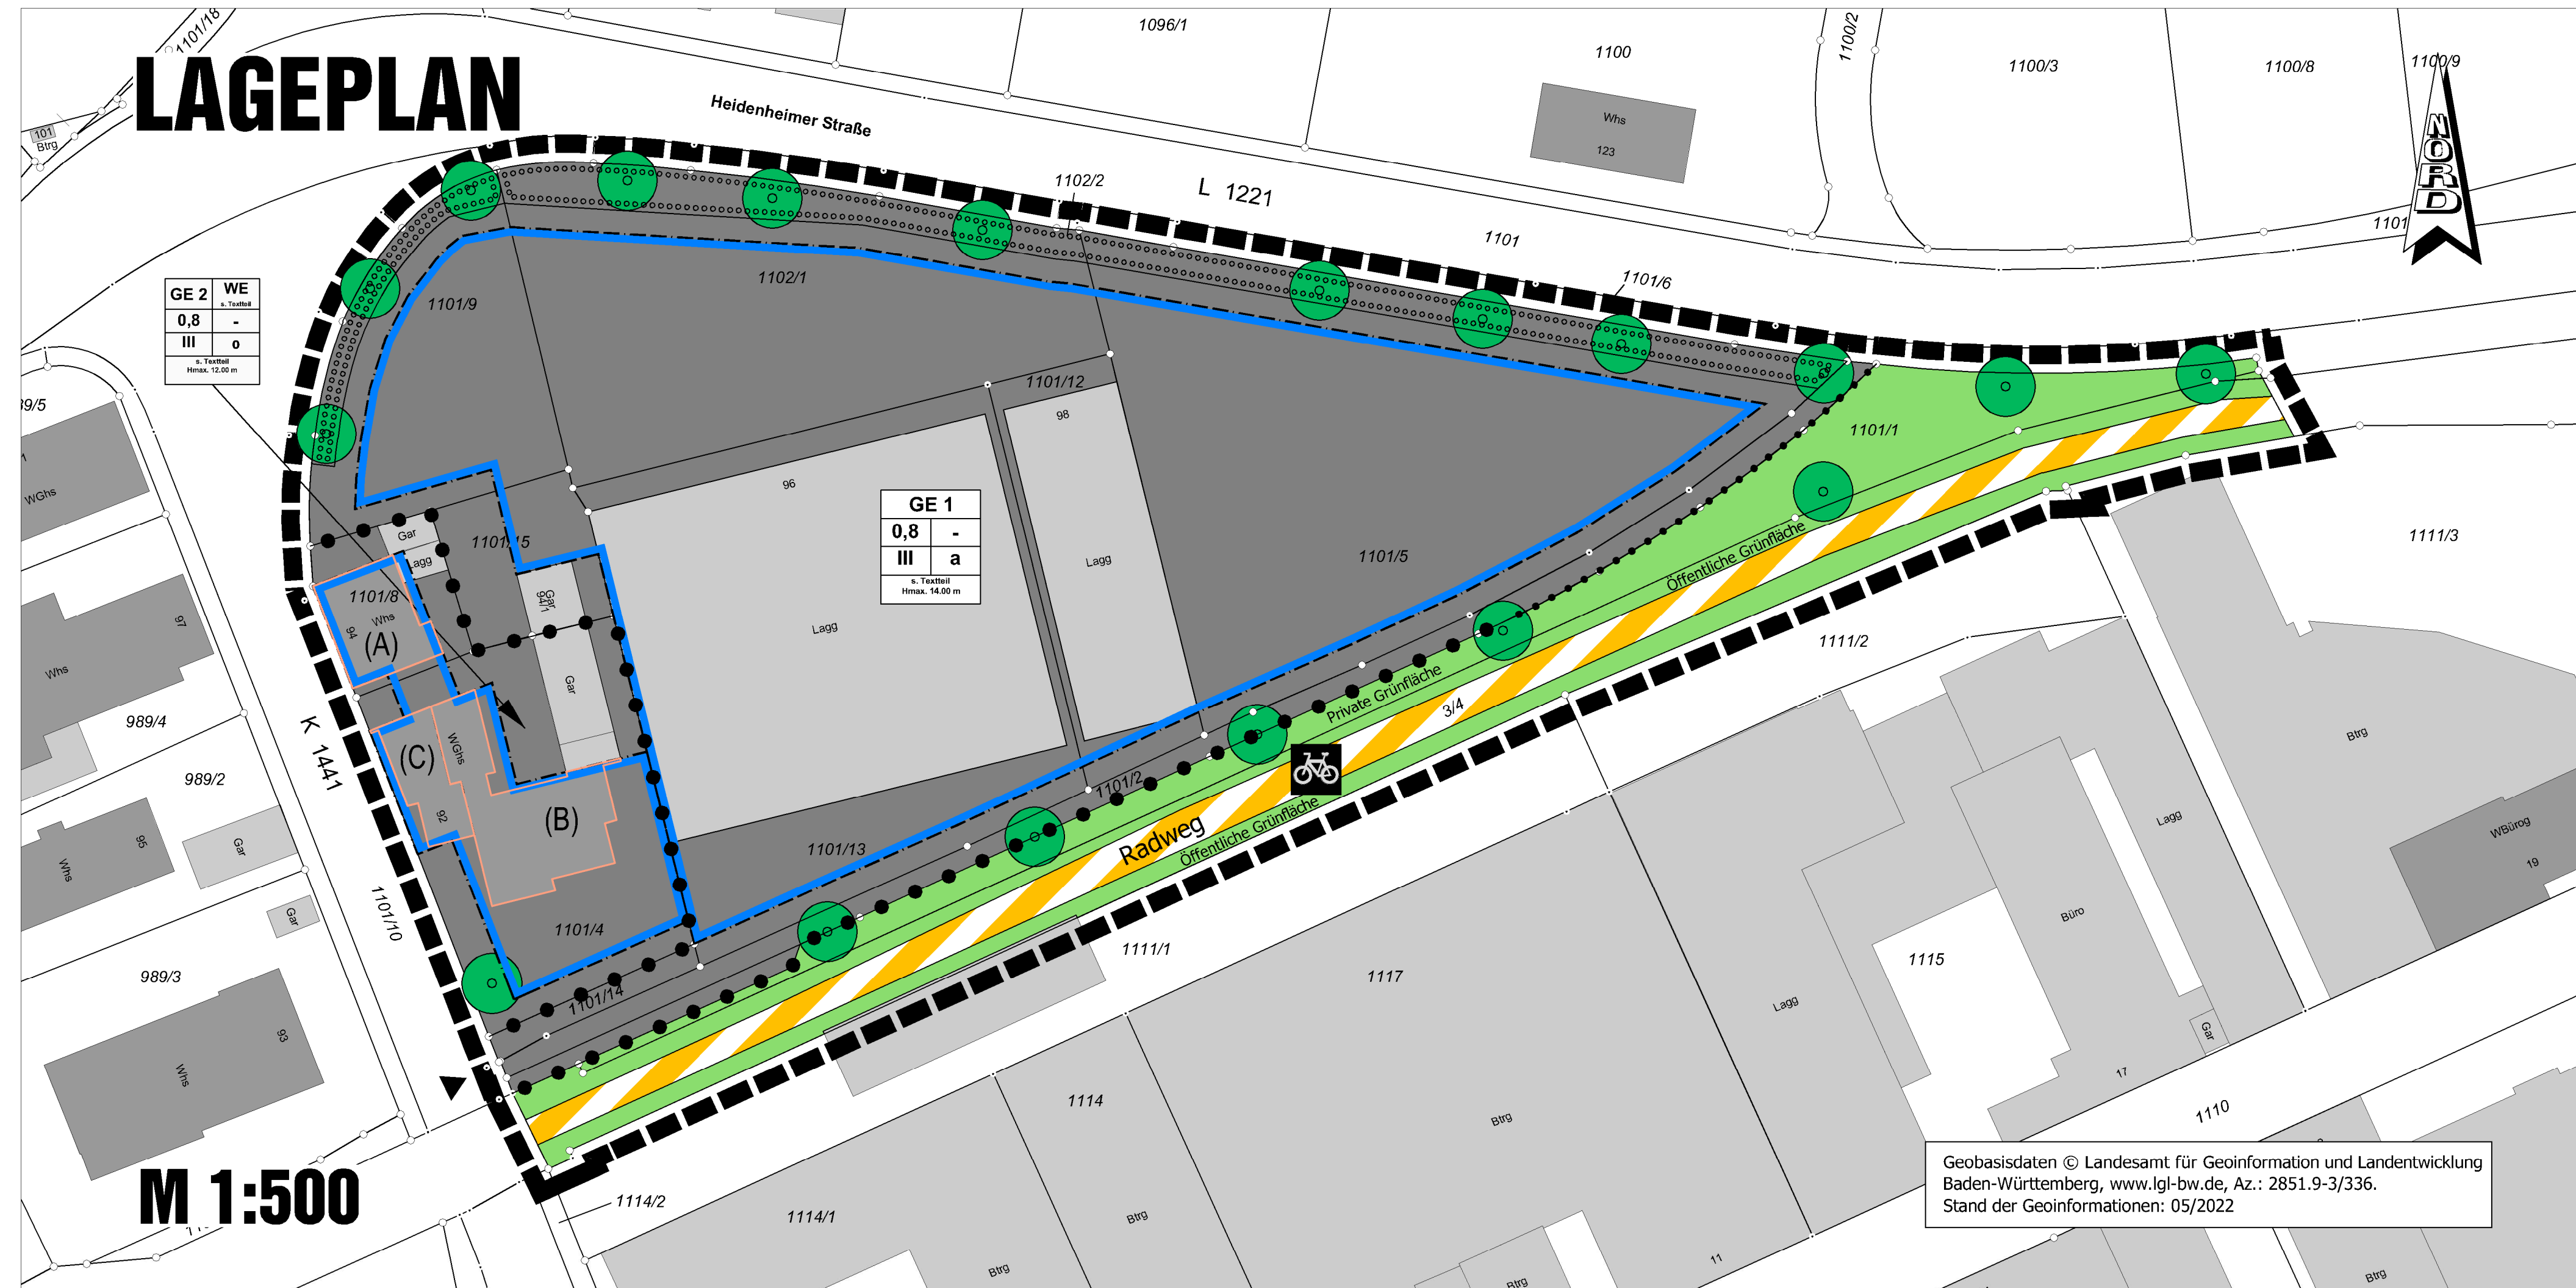 1101/18
LAGEPLAN
101
Btrg
Heidenheimer Straße
1096/1
1100
Whs
123
1100/2
1100/3
1100/8
1100/9
NORD
1101
1102/2
L 1221
1101
1101/6
GE 2
WE
s. Textteil
0,8
-
III
o
s. Textteil
Hmax. 12.00 m
1101/9
1102/1
1101/12
98
96
GE 1
0,8
-
III
a
s. Textteil
Hmax. 14.00 m
1101/1
1101/5
1111/3
WGhs
Gar
Lagg
1101/15
Gar
94/1
Lagg
Lagg
1101/8
Whs
94
(A)
97
Whs
Öffentliche Grünfläche
1111/2
Private Grünfläche
3/4
Gar
989/4
K 1441
(C)
WGhs
92
(B)
989/2
95
Whs
Gar
Gar
1101/10
1101/2
1101/13
Radweg
Öffentliche Grünfläche
Btrg
Lagg
WBürog
19
1101/4
1101/14
1111/1
1117
1115
Büro
Lagg
Gar
989/3
93
Whs
1114
Btrg
17
1110
M 1:500
1114/2
1114/1
Btrg
Btrg
11
Btrg
Btrg
Geobasisdaten © Landesamt für Geoinformation und Landentwicklung
Baden-Württemberg, www.lgl-bw.de, Az.: 2851.9-3/336.
Stand der Geoinformationen: 05/2022